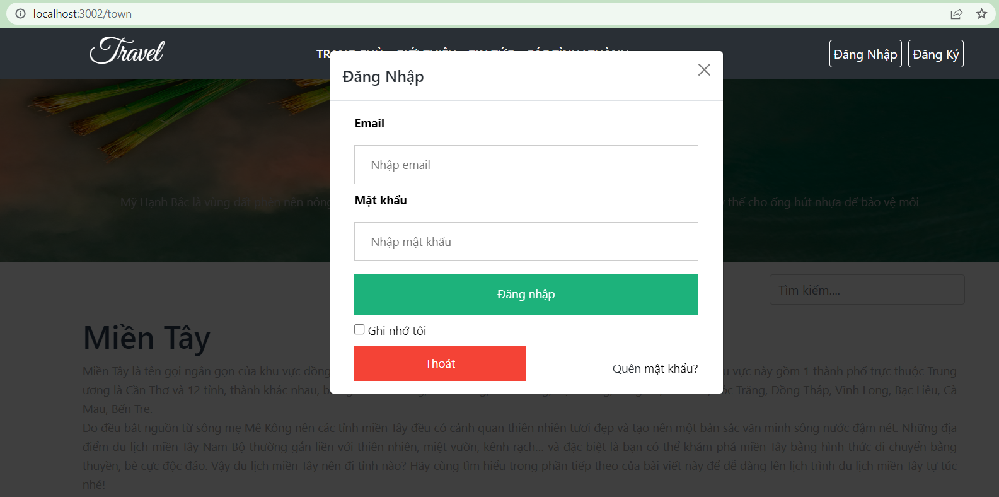 localhost:3002/town
Travel
TRANG CHỦ GIỚI THIỆU TIN TỨC CÁC TỈNH / THÀNH
Đăng Nhập Đăng Ký
Đăng Nhập
Email
Nhập email
Mật khẩu
Nhập mật khẩu
Đăng nhập
Ghi nhớ tôi
Thoát
Quên mật khẩu?
Mỹ Hạnh Bắc là vùng đất phèn nên nông
thế cho ống hút nhựa để bảo vệ môi
Tìm kiếm....
Miền Tây
Miền Tây là tên gọi ngắn gọn của khu vực đồng vực này gồm 1 thành phố trực thuộc Trung
ương là Cần Thơ và 12 tỉnh, thành khác nhau, Trăng, Đồng Tháp, Vĩnh Long, Bạc Liêu, Cà
Mau, Bến Tre.
Do đều bắt nguồn từ sông mẹ Mê Kông nên các tỉnh miền Tây đều có cảnh quan thiên nhiên tươi đẹp và tạo nên một bản sắc văn minh sông nước đậm nét. Những địa
điểm du lịch miền Tây Nam Bộ thường gắn liền với thiên nhiên, miệt vườn, kênh rạch... và đặc biệt là bạn có thể khám phá miền Tây bằng hình thức di chuyển bằng
thuyền, bè cực độc đáo. Vậy du lịch miền Tây nên đi tỉnh nào? Hãy cùng tìm hiểu trong phần tiếp theo của bài viết này để dễ dàng lên lịch trình du lịch miền Tây tự túc
nhé!